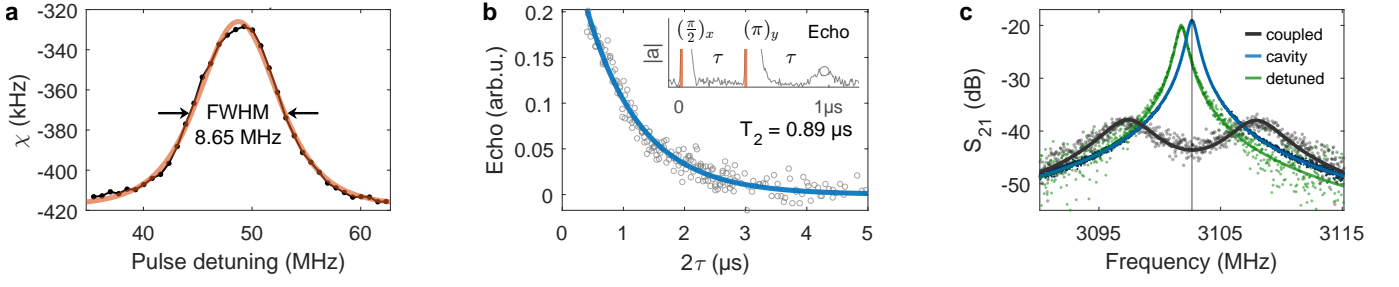 a
-320
-340
-360
-380
-400
-420
χ (kHz)
FWHM
8.65 MHz
40
50
60
Pulse detuning (MHz)
b
0.2
0.15
0.1
0.05
0
Echo (arb.u.)
|a|
(π/2)x
(π)y
Echo
τ
τ
0
1µs
T2 = 0.89 µs
0
1
2
3
4
5
2τ (µs)
c
-20
-30
-40
-50
S21 (dB)
coupled
cavity
detuned
3095
3105
3115
Frequency (MHz)